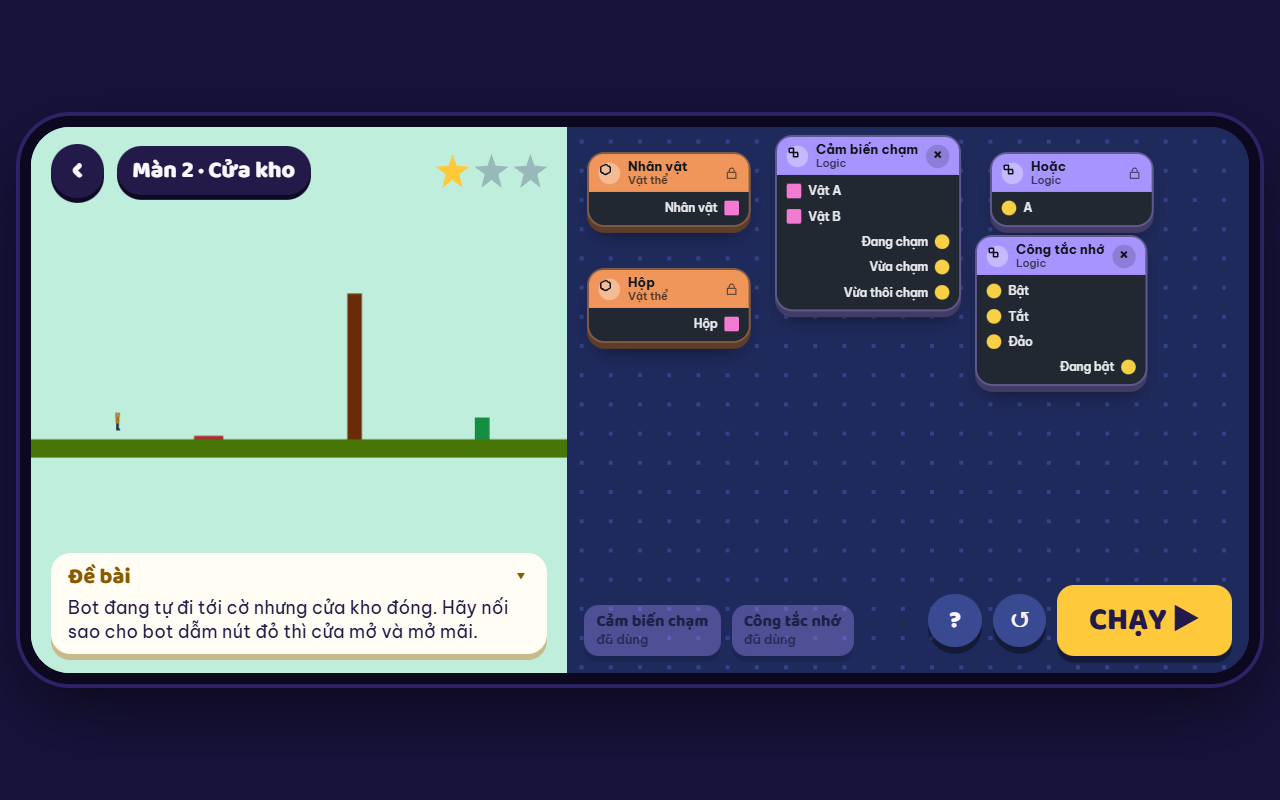 Màn 2 • Cửa kho
Đề bài
Bot đang tự đi tới cờ nhưng cửa kho đóng. Hãy nối
sao cho bot dẫm nút đỏ thì cửa mở và mở mãi.
Nhân vật
Vật thể
Nhân vật
Hộp
Vật thể
Hộp
Cảm biến chạm
Logic
Vật A
Vật B
Đang chạm
Vừa chạm
Vừa thôi chạm
Hoặc
Logic
A
Công tắc nhớ
Logic
Bật
Tắt
Đảo
Đang bật
Cảm biến chạm
đã dùng
Công tắc nhớ
đã dùng
?
CHẠY